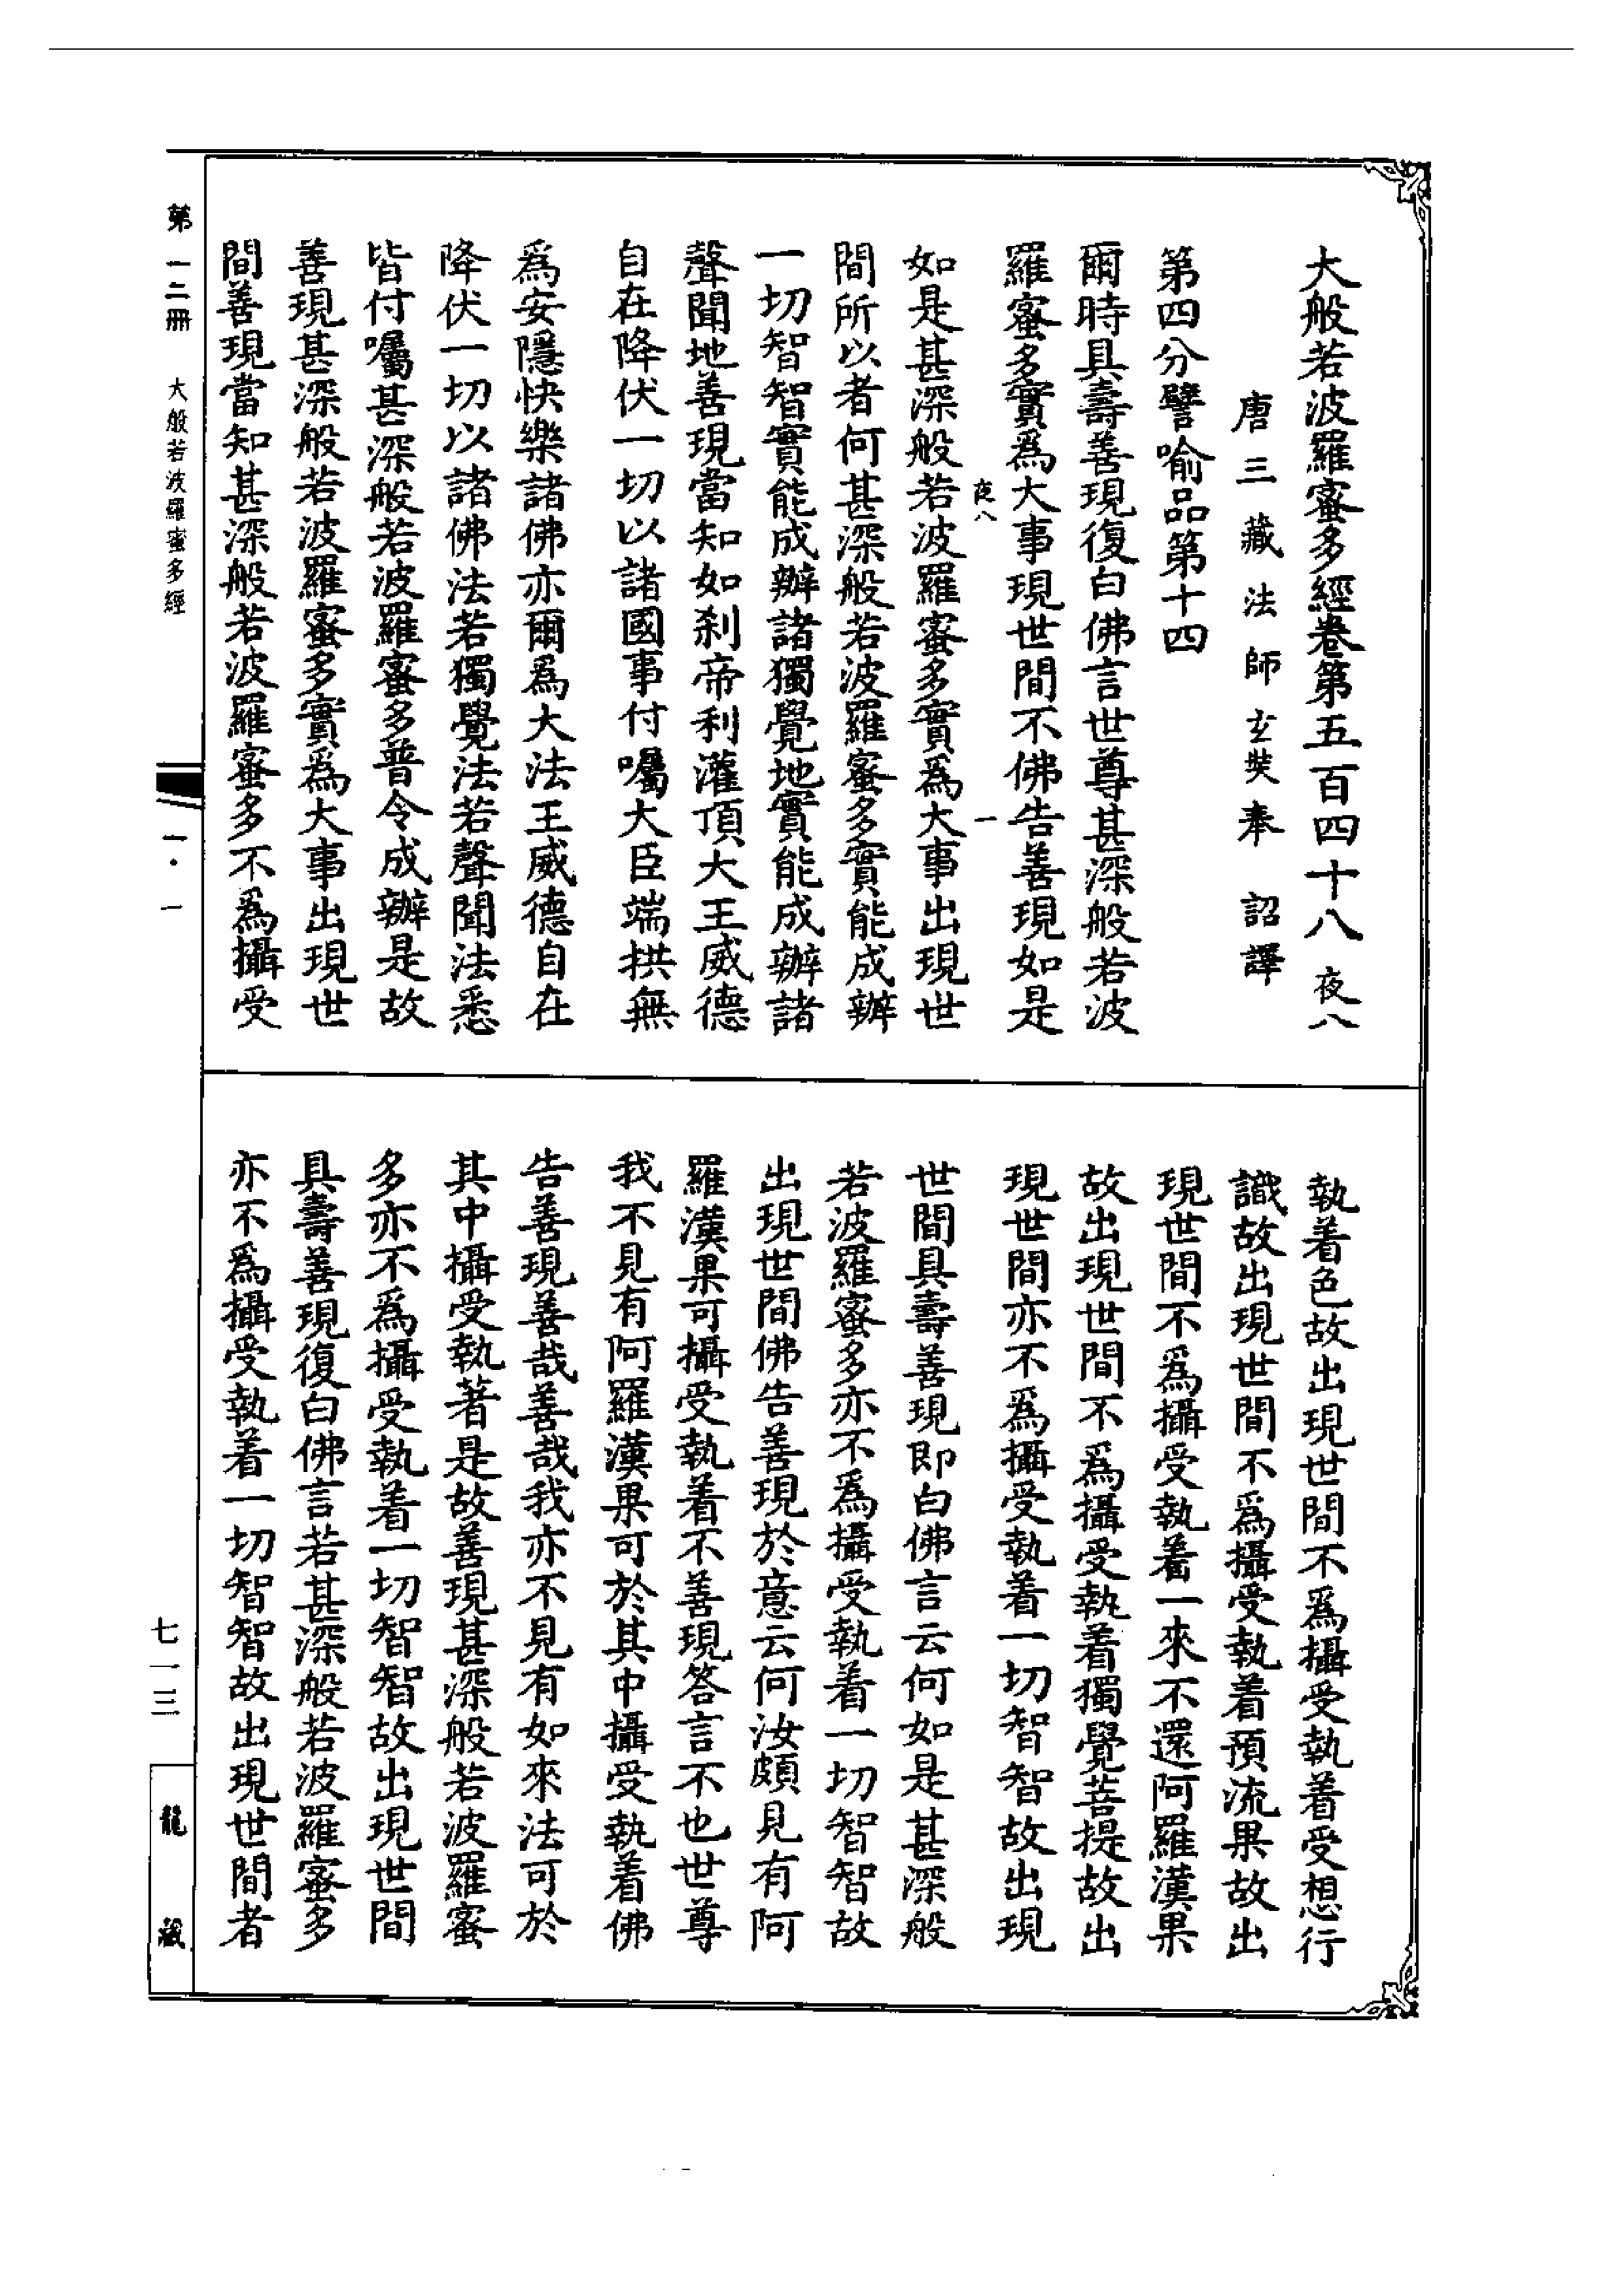 大般若波羅蜜多經卷第五百四十八 夜八
唐三藏法師玄奘奉 詔譯
第四分譬喻品第十四
爾時具壽善現復白佛言世尊甚深般若波
羅蜜多實爲大事現世間不佛告善現如是
夜八 一
如是甚深般若波羅蜜多實爲大事出現世
間所以者何甚深般若波羅蜜多實能成辦
一切智智實能成辦諸獨覺地實能成辦諸
聲聞地善現當知如刹帝利灌頂大王威德
自在降伏一切以諸國事付囑大臣端拱無
爲安隱快樂諸佛亦爾爲大法王威德自在
降伏一切以諸佛法若獨覺法若聲聞法悉
皆付囑甚深般若波羅蜜多普令成辦是故
善現甚深般若波羅蜜多實爲大事出現世
間善現當知甚深般若波羅蜜多不爲攝受
執着色故出現世間不爲攝受執着受想行
識故出現世間不爲攝受執着預流果故出
現世間不爲攝受執着一來不還阿羅漢果
故出現世間不爲攝受執着獨覺菩提故出
現世間亦不爲攝受執着一切智智故出現
世間具壽善現即白佛言云何如是甚深般
若波羅蜜多亦不爲攝受執着一切智智故
出現世間佛告善現於意云何汝頗見有阿
羅漢果可攝受執着不善現答言不也世尊
我不見有阿羅漢果可於其中攝受執着佛
告善現善哉善哉我亦不見有如來法可於
其中攝受執著是故善現甚深般若波羅蜜
多亦不爲攝受執着一切智智故出現世間
具壽善現復白佛言若甚深般若波羅蜜多
亦不爲攝受執着一切智智故出現世間者
第一二冊 大般若波羅蜜多經
一·一
七一三
龍藏